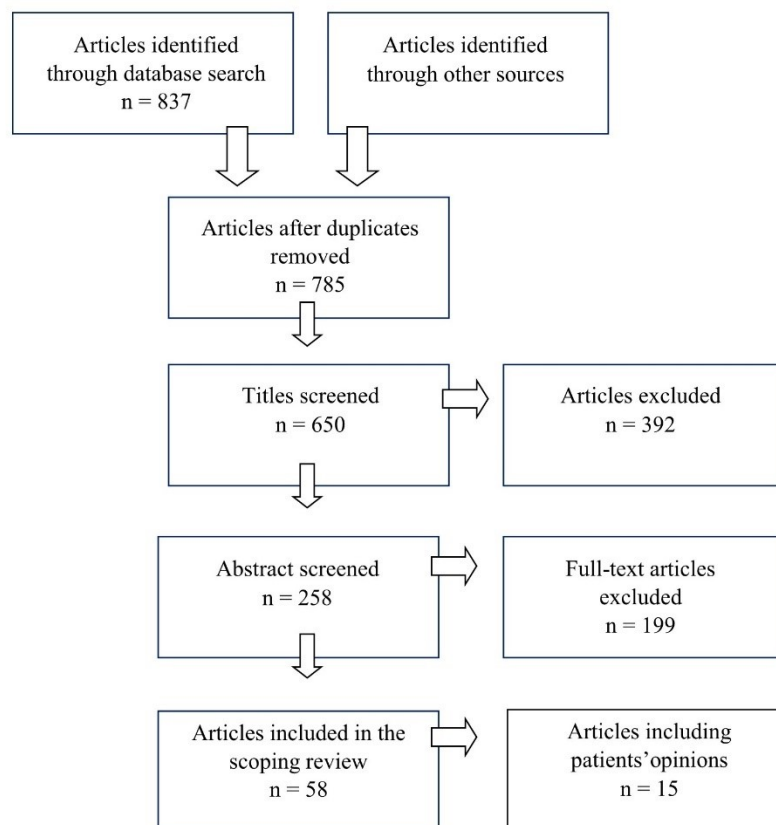 Articles identified
through database search
n = 837
Articles identified
through other sources
Articles after duplicates
removed
n = 785
Titles screened
n = 650
Articles excluded
n = 392
Abstract screened
n = 258
Full-text articles
excluded
n = 199
Articles included in the
scoping review
n = 58
Articles including
patients’opinions
n = 15